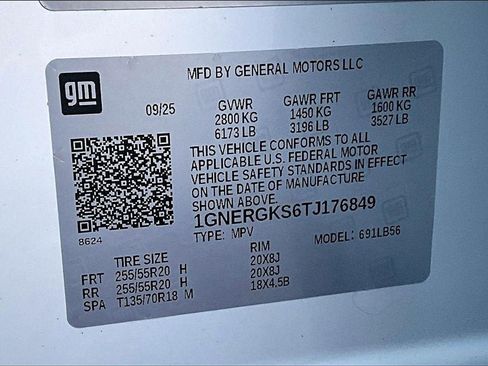 gm
MFD BY GENERAL MOTORS LLC
09/25 GVWR GAWR FRT GAWR RR
2800 KG 1450 KG 1600 KG
6173 LB 3196 LB 3527 LB
THIS VEHICLE CONFORMS TO ALL
APPLICABLE U.S. FEDERAL MOTOR
VEHICLE SAFETY STANDARDS IN EFFECT
ON THE DATE OF MANUFACTURE
SHOWN ABOVE.
8624
1GNERGKS6TJ176849
TYPE: MPV MODEL: 691LB56
TIRE SIZE RIM
FRT 255/55R20 H 20X8J
RR 255/55R20 H 20X8J
SPA T135/70R18 M 18X4.5B